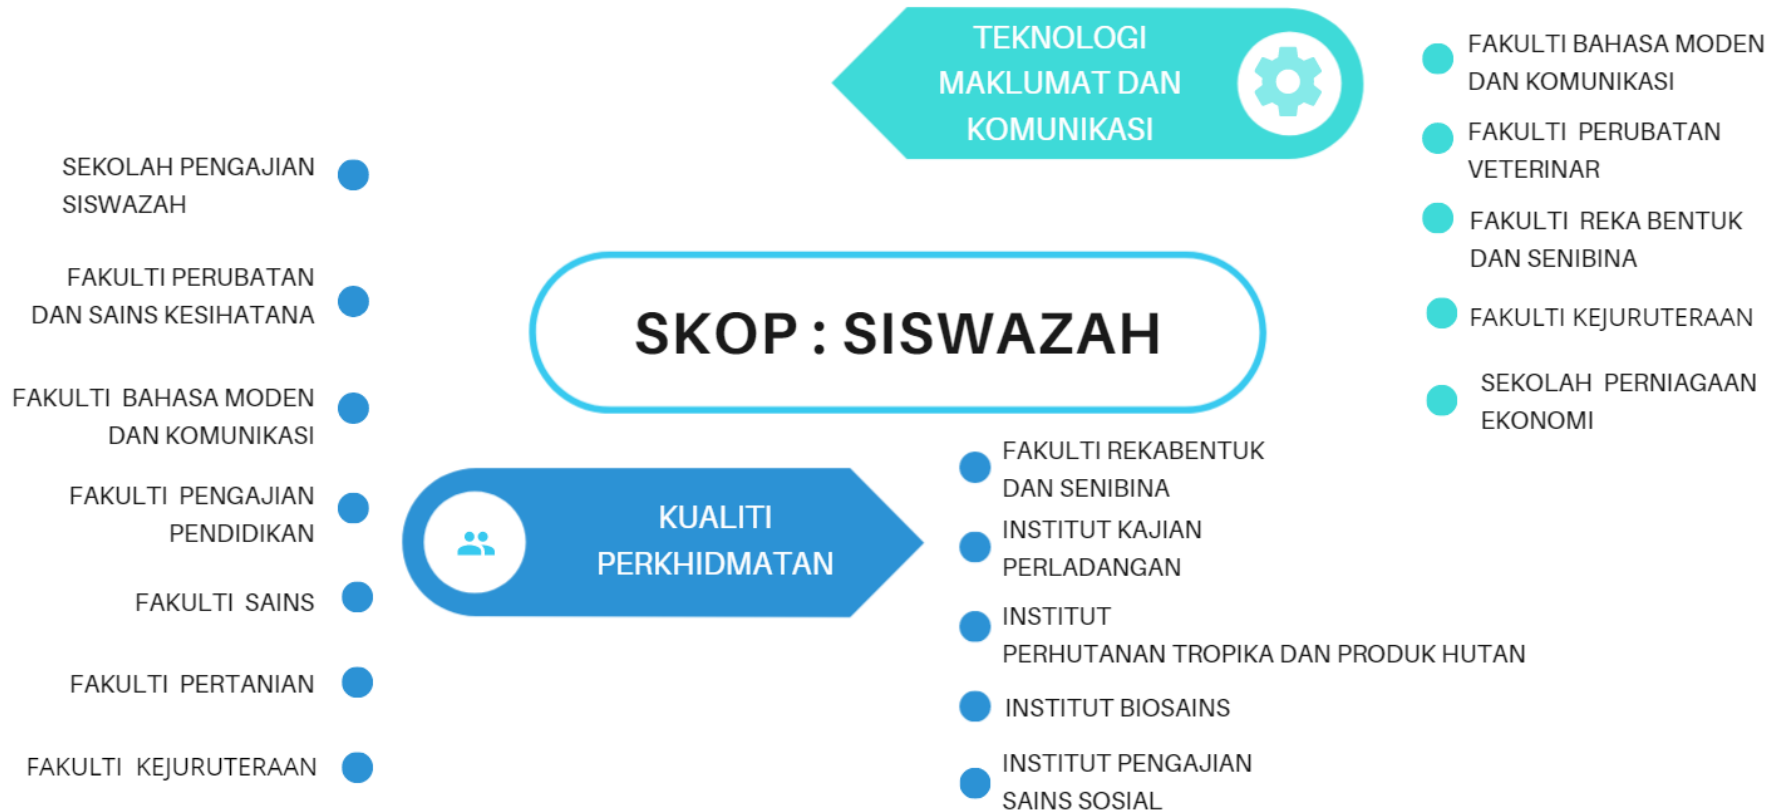 TEKNOLOGI
MAKLUMAT DAN
KOMUNIKASI
FAKULTI BAHASA MODEN
DAN KOMUNIKASI
FAKULTI PERUBATAN
VETERINAR
FAKULTI REKA BENTUK
DAN SENIBINA
FAKULTI KEJURUTERAAN
SEKOLAH PERNIAGAAN
EKONOMI
SKOP : SISWAZAH
SEKOLAH PENGAJIAN
SISWAZAH
FAKULTI PERUBATAN
DAN SAINS KESIHATANA
FAKULTI BAHASA MODEN
DAN KOMUNIKASI
FAKULTI PENGAJIAN
PENDIDIKAN
FAKULTI SAINS
FAKULTI PERTANIAN
FAKULTI KEJURUTERAAN
KUALITI
PERKHIDMATAN
FAKULTI REKABENTUK
DAN SENIBINA
INSTITUT KAJIAN
PERLADANGAN
INSTITUT
PERHUTANAN TROPIKA DAN PRODUK HUTAN
INSTITUT BIOSAINS
INSTITUT PENGAJIAN
SAINS SOSIAL